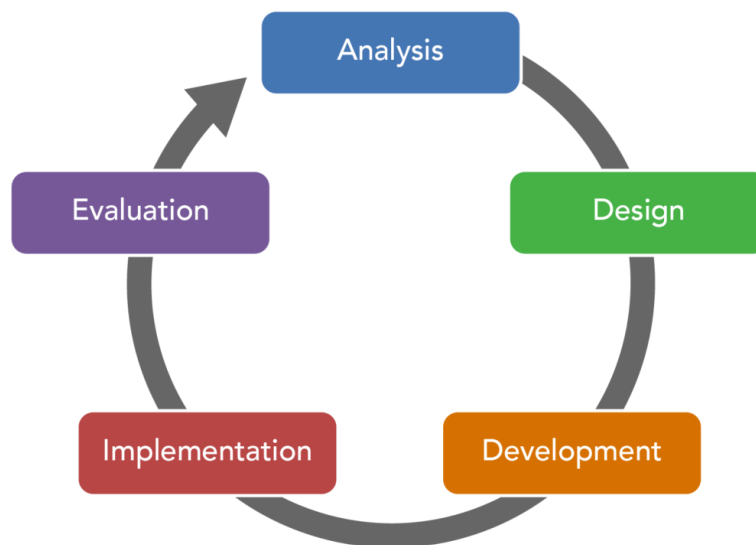 Analysis
Design
Development
Implementation
Evaluation